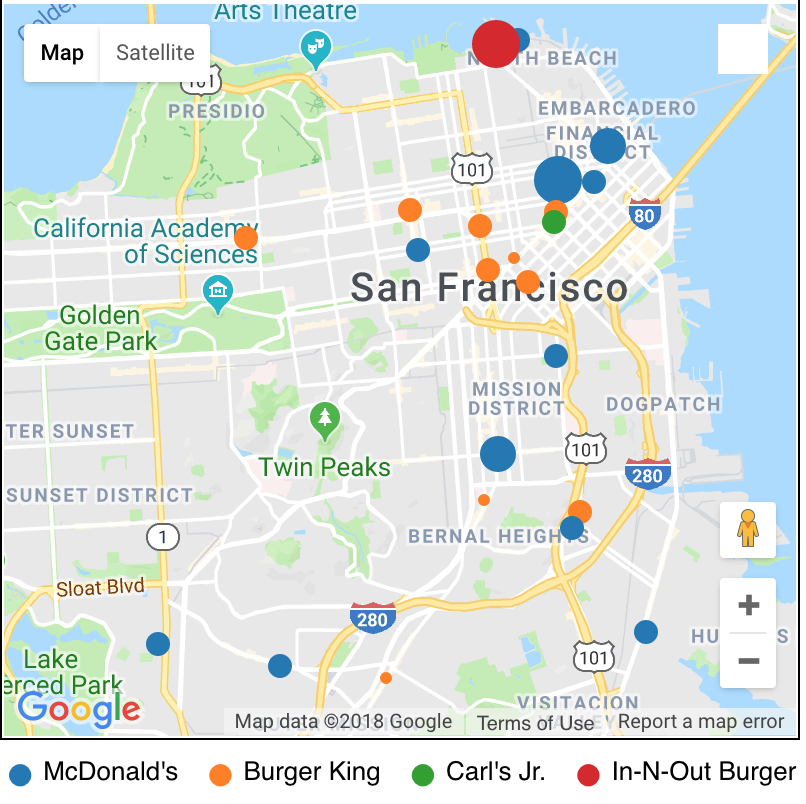 Golden
Arts Theatre
Map
Satellite
101
PRESIDIO
NORTH BEACH
EMBARCADERO
FINANCIAL
DISTRICT
101
80
California Academy
of Sciences
San Francisco
Golden
Gate Park
MISSION
DISTRICT
DOGPATCH
TER SUNSET
Twin Peaks
101
280
SUNSET DISTRICT
1
BERNAL HEIGHTS
Sloat Blvd
280
101
Lake
erced Park
VISITACION
VALLEY
Google
Map data ©2018 Google
Terms of Use
Report a map error
McDonald's
Burger King
Carl's Jr.
In-N-Out Burger